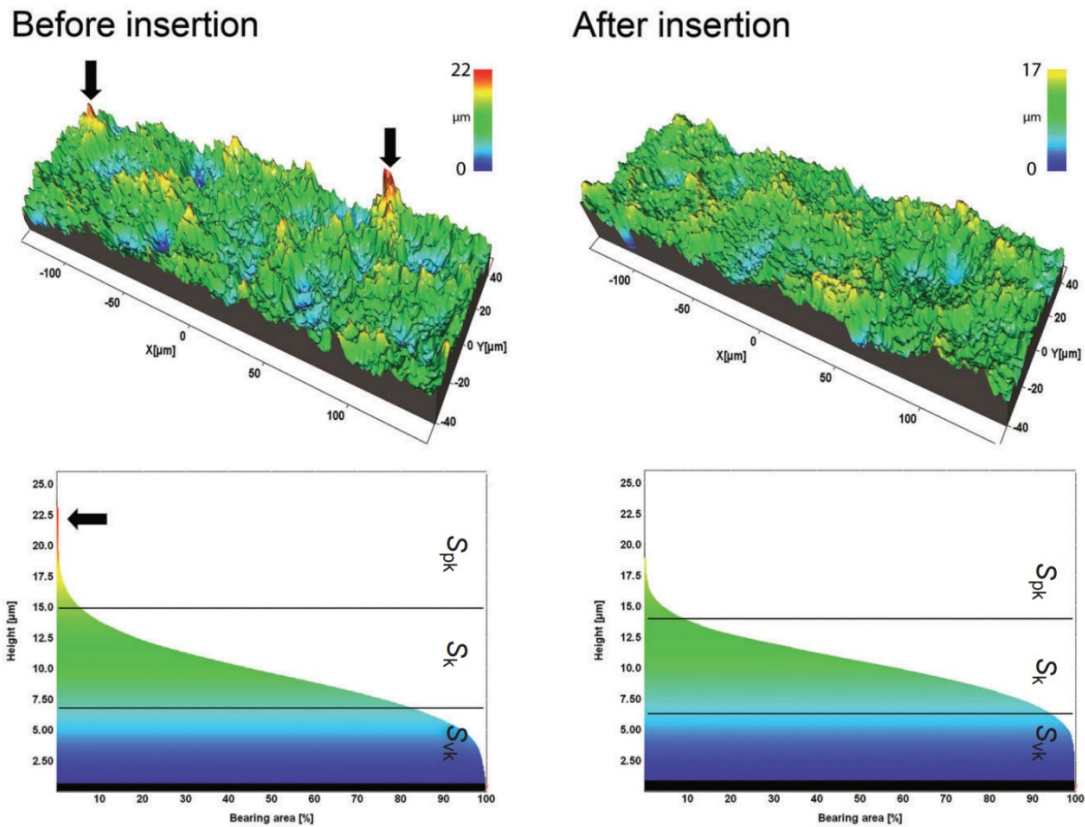 Before insertion
After insertion
22
µm
0
17
µm
0
-100
-50
0
50
100
X[µm]
40
20
0
-20
-40
Y[µm]
-100
-50
0
50
100
X[µm]
40
20
0
-20
-40
Y[µm]
25.0
22.5
20.0
17.5
15.0
12.5
10.0
7.50
5.00
2.50
Height [µm]
Spk
Sk
Svk
10 20 30 40 50 60 70 80 90 100
Bearing area [%]
25.0
22.5
20.0
17.5
15.0
12.5
10.0
7.50
5.00
2.50
Height [µm]
Spk
Sk
Svk
10 20 30 40 50 60 70 80 90 100
Bearing area [%]